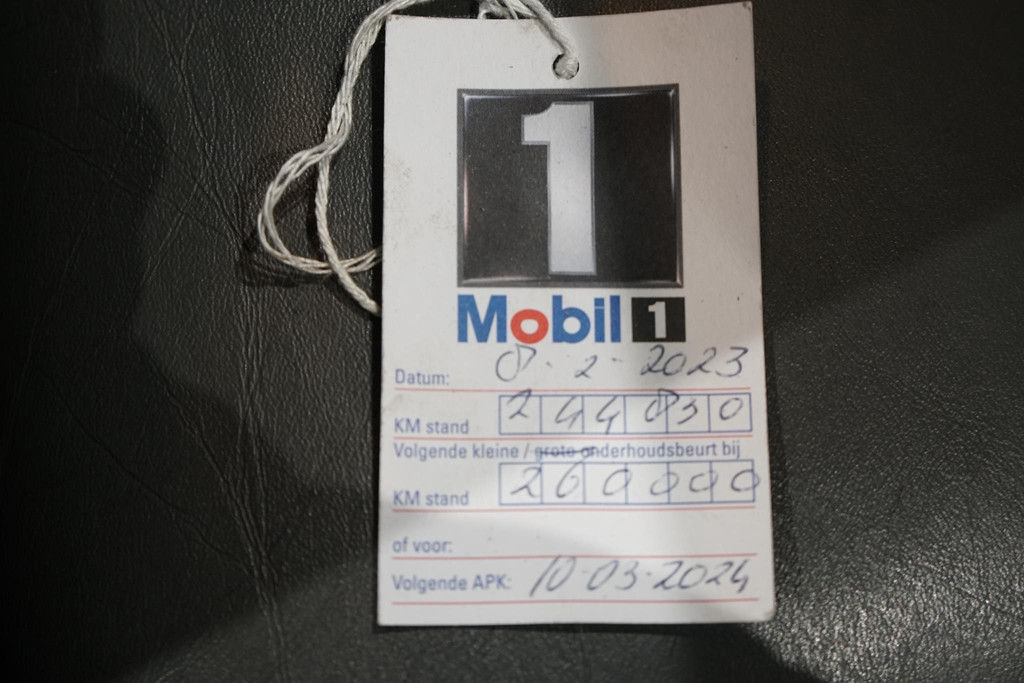 1
Mobil 1
Datum: 8-2-2023
KM stand 244830
Volgende kleine / grote onderhoudsbeurt bij
KM stand 260000
of voor:
Volgende APK: 10-03-2024